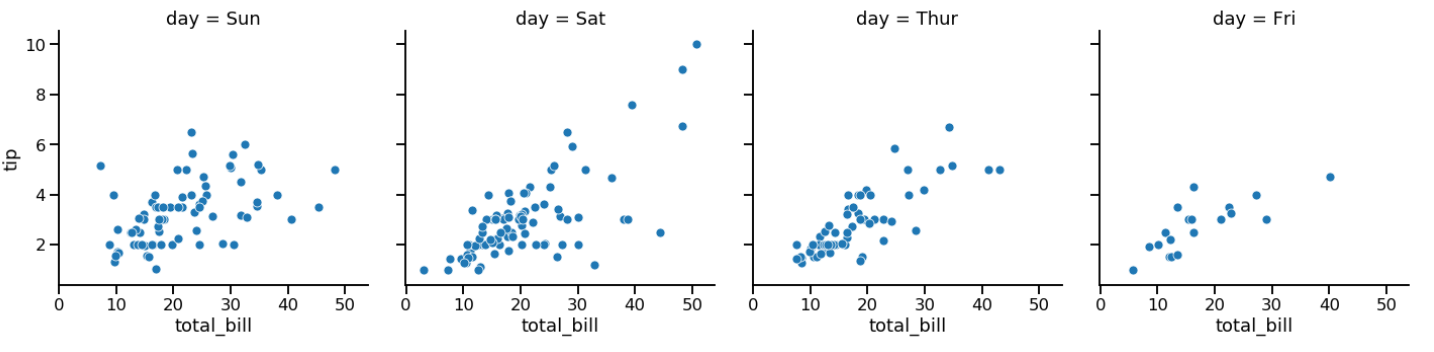 day = Sun
day = Sat
day = Thur
day = Fri
10
8
6
4
2
tip
0 10 20 30 40 50
0 10 20 30 40 50
0 10 20 30 40 50
0 10 20 30 40 50
total_bill
total_bill
total_bill
total_bill